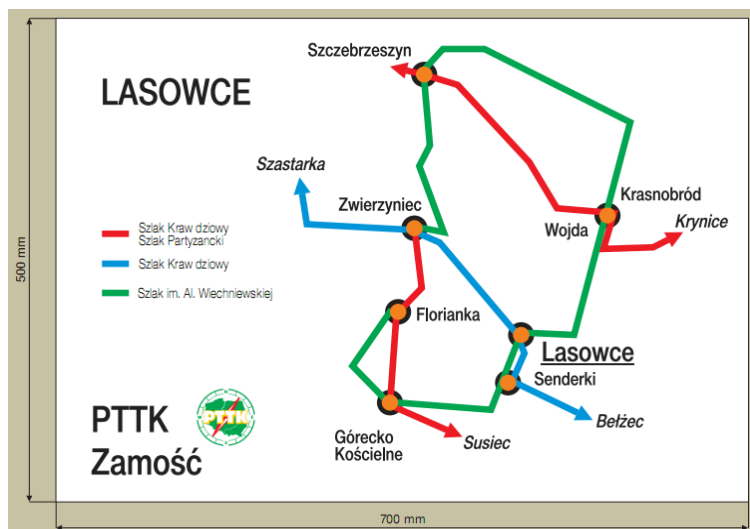 LASOWCE
Szczebrzeszyn
Szastarka
Zwierzyniec
Krasnobród
Wojda
Krynice
Szlak Kraw dziowy
Szlak Partyzancki
Szlak Kraw dziowy
Szlak im. Al. Wiechniewskiej
Florianka
Lasowce
Senderki
Bełżec
Górecko
Kościelne
Susiec
PTTK
Zamość
PTTK
500 mm
700 mm